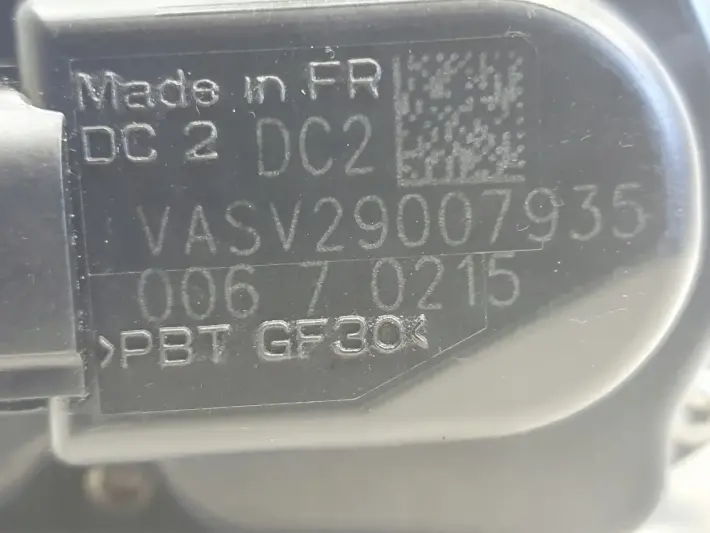 Made in FR
DC 2 DC2
VASV29007935
006 7 0215
>PBT GF30<